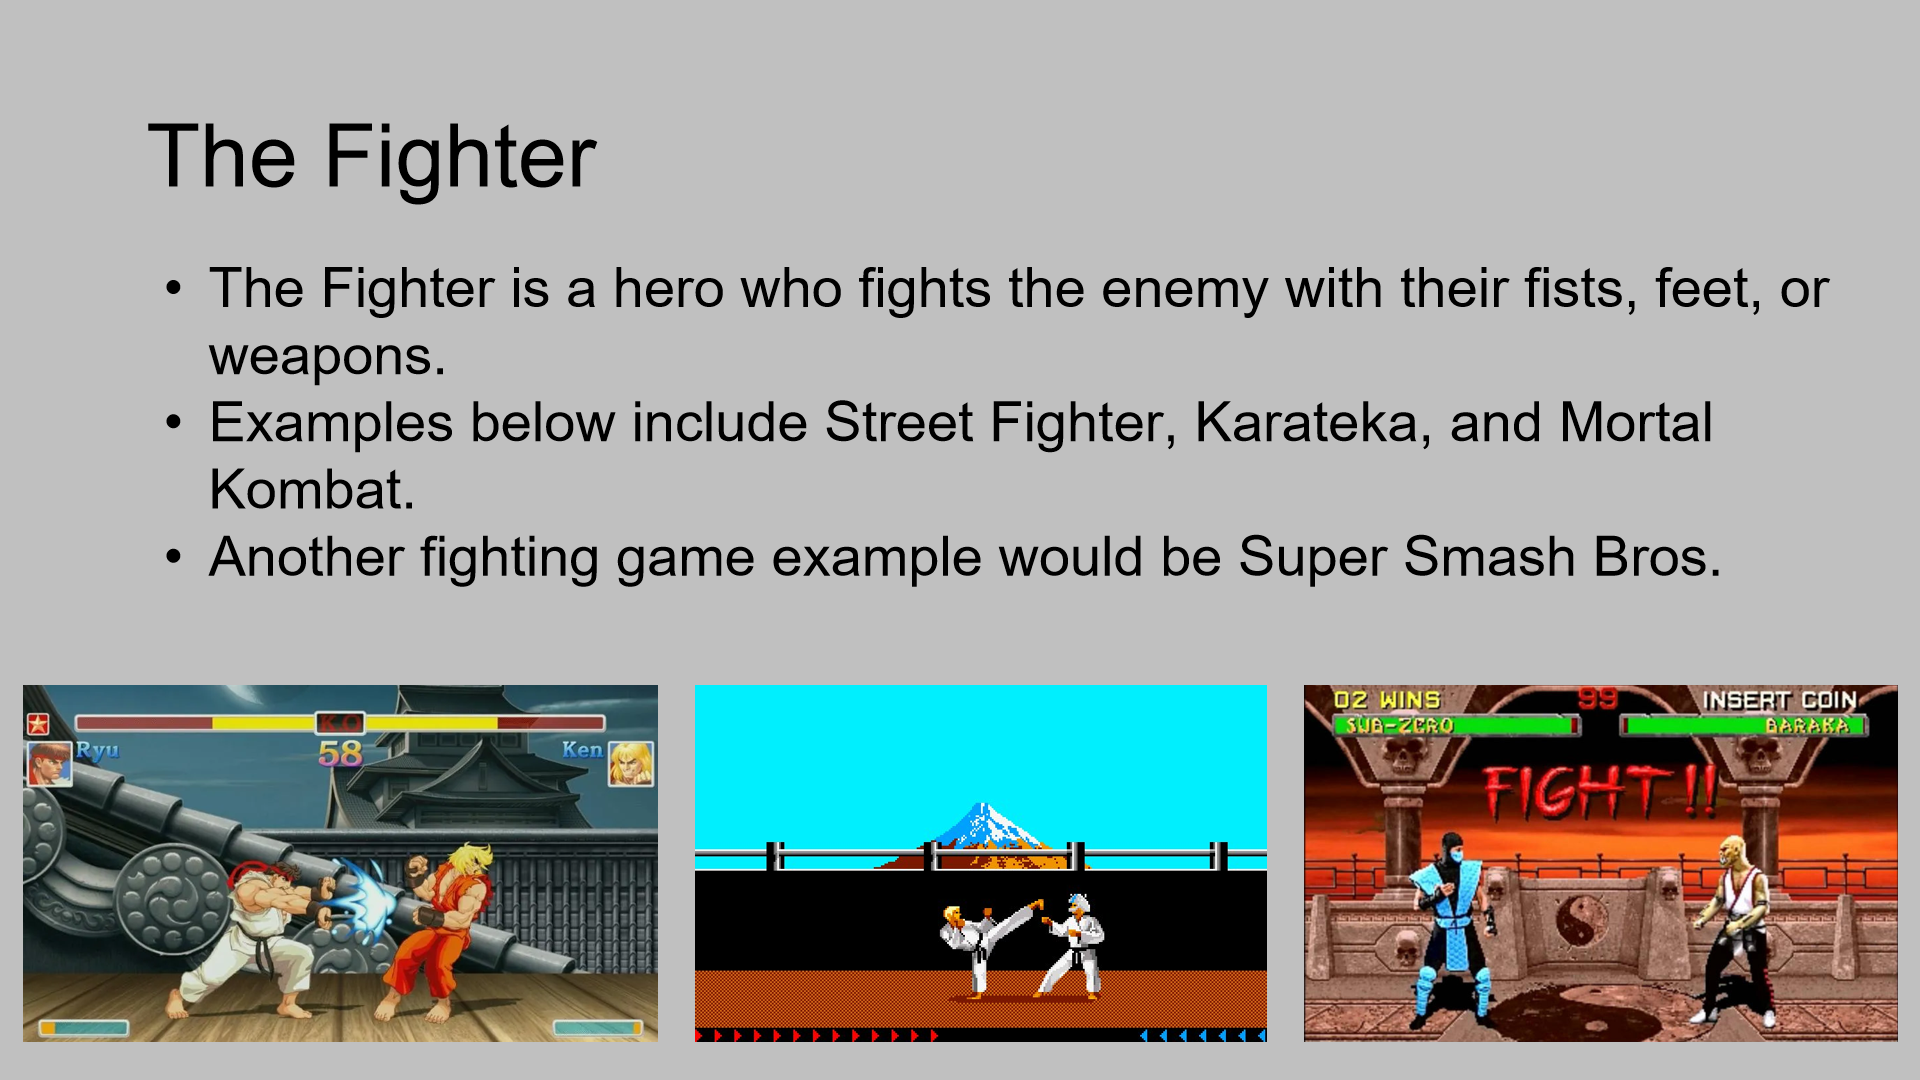 The Fighter
• The Fighter is a hero who fights the enemy with their fists, feet, or
weapons.
• Examples below include Street Fighter, Karateka, and Mortal
Kombat.
• Another fighting game example would be Super Smash Bros.
K.O
Ryu 58 Ken
02 WINS 99 INSERT COIN
SUB-ZERO BARAKA
FIGHT!!